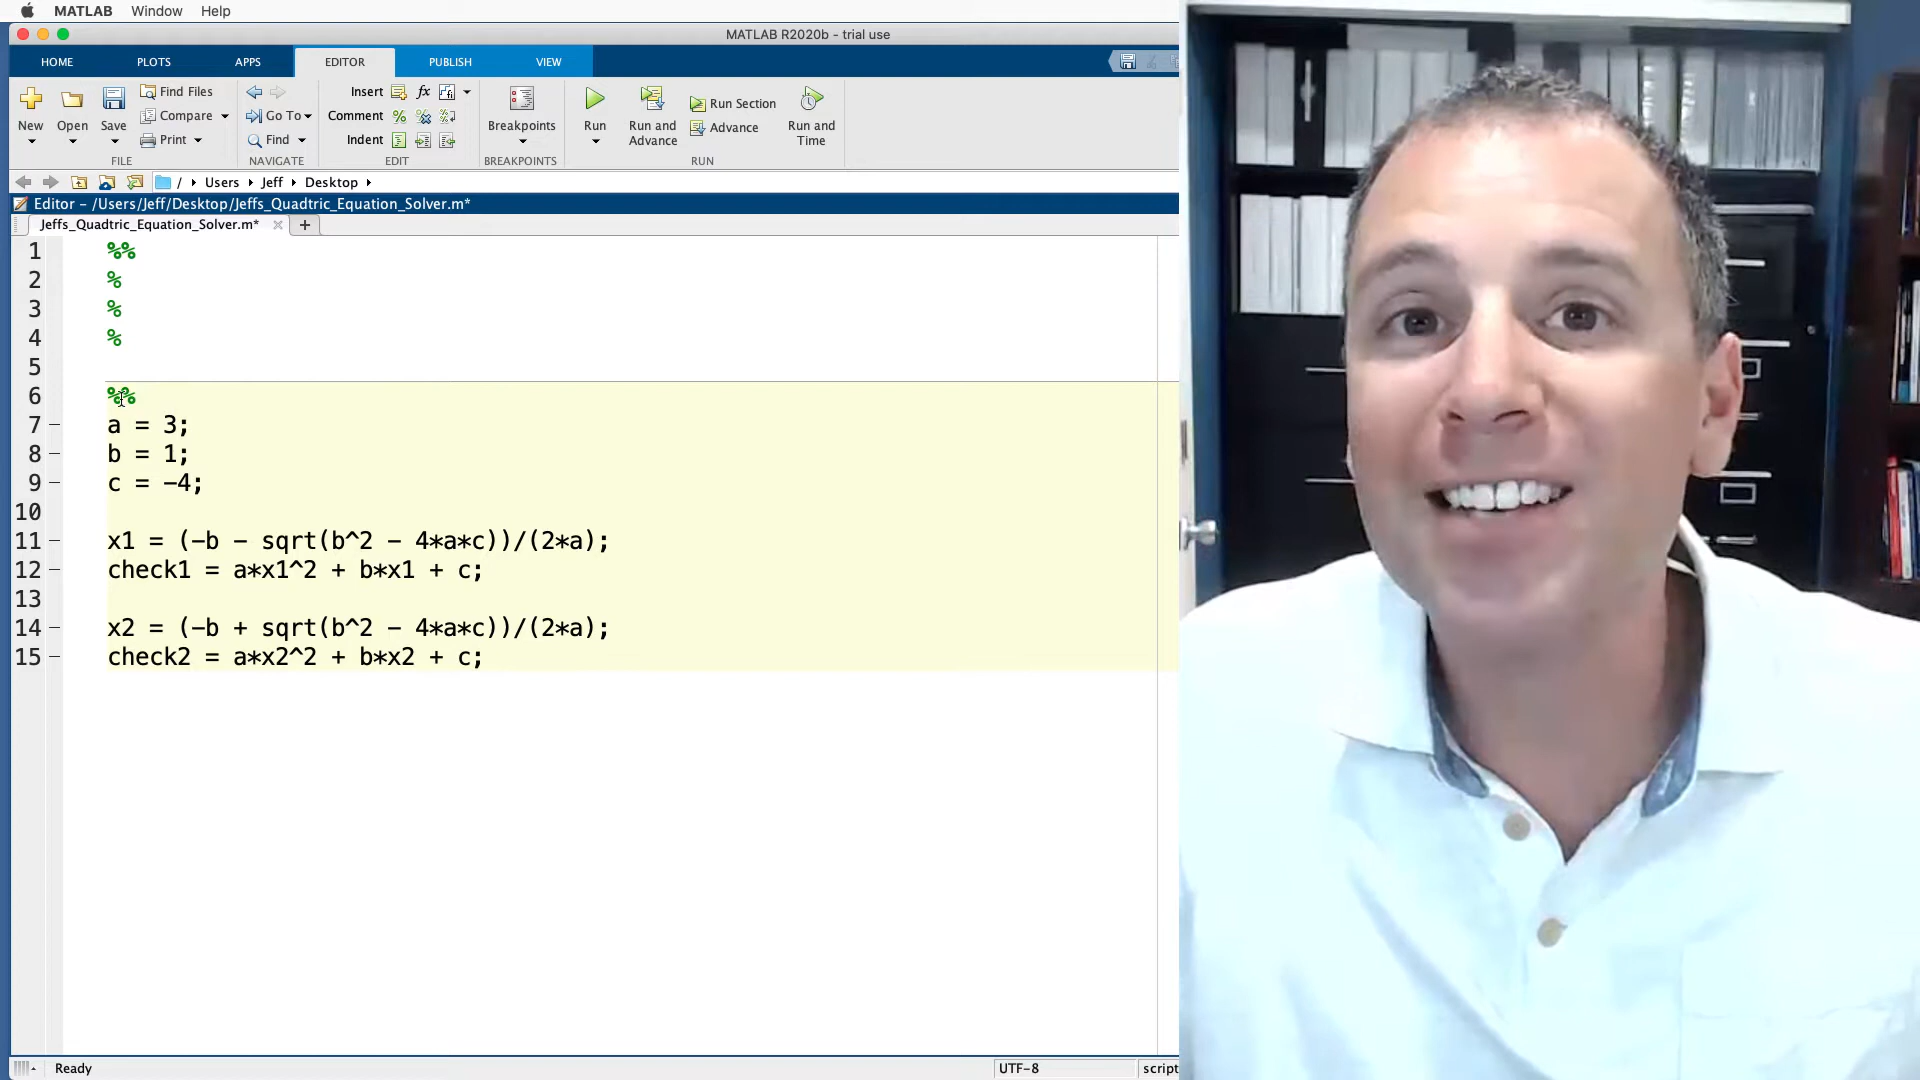 MATLAB Window Help
MATLAB R2020b - trial use
HOME PLOTS APPS EDITOR PUBLISH VIEW
New
Open
Save
Find Files
Compare
Print
FILE
Go To
Find
NAVIGATE
Insert fx
Comment
Indent
EDIT
Breakpoints
BREAKPOINTS
Run
Run and
Advance
Run Section
Advance
Run and
Time
RUN
/ Users Jeff Desktop
Editor - /Users/Jeff/Desktop/Jeffs_Quadtric_Equation_Solver.m*
Jeffs_Quadtric_Equation_Solver.m*
1 %%
2 %
3 %
4 %
5
6 %%
7 a = 3;
8 b = 1;
9 c = -4;
10
11 x1 = (-b - sqrt(b^2 - 4*a*c))/(2*a);
12 check1 = a*x1^2 + b*x1 + c;
13
14 x2 = (-b + sqrt(b^2 - 4*a*c))/(2*a);
15 check2 = a*x2^2 + b*x2 + c;
Ready
UTF-8
script